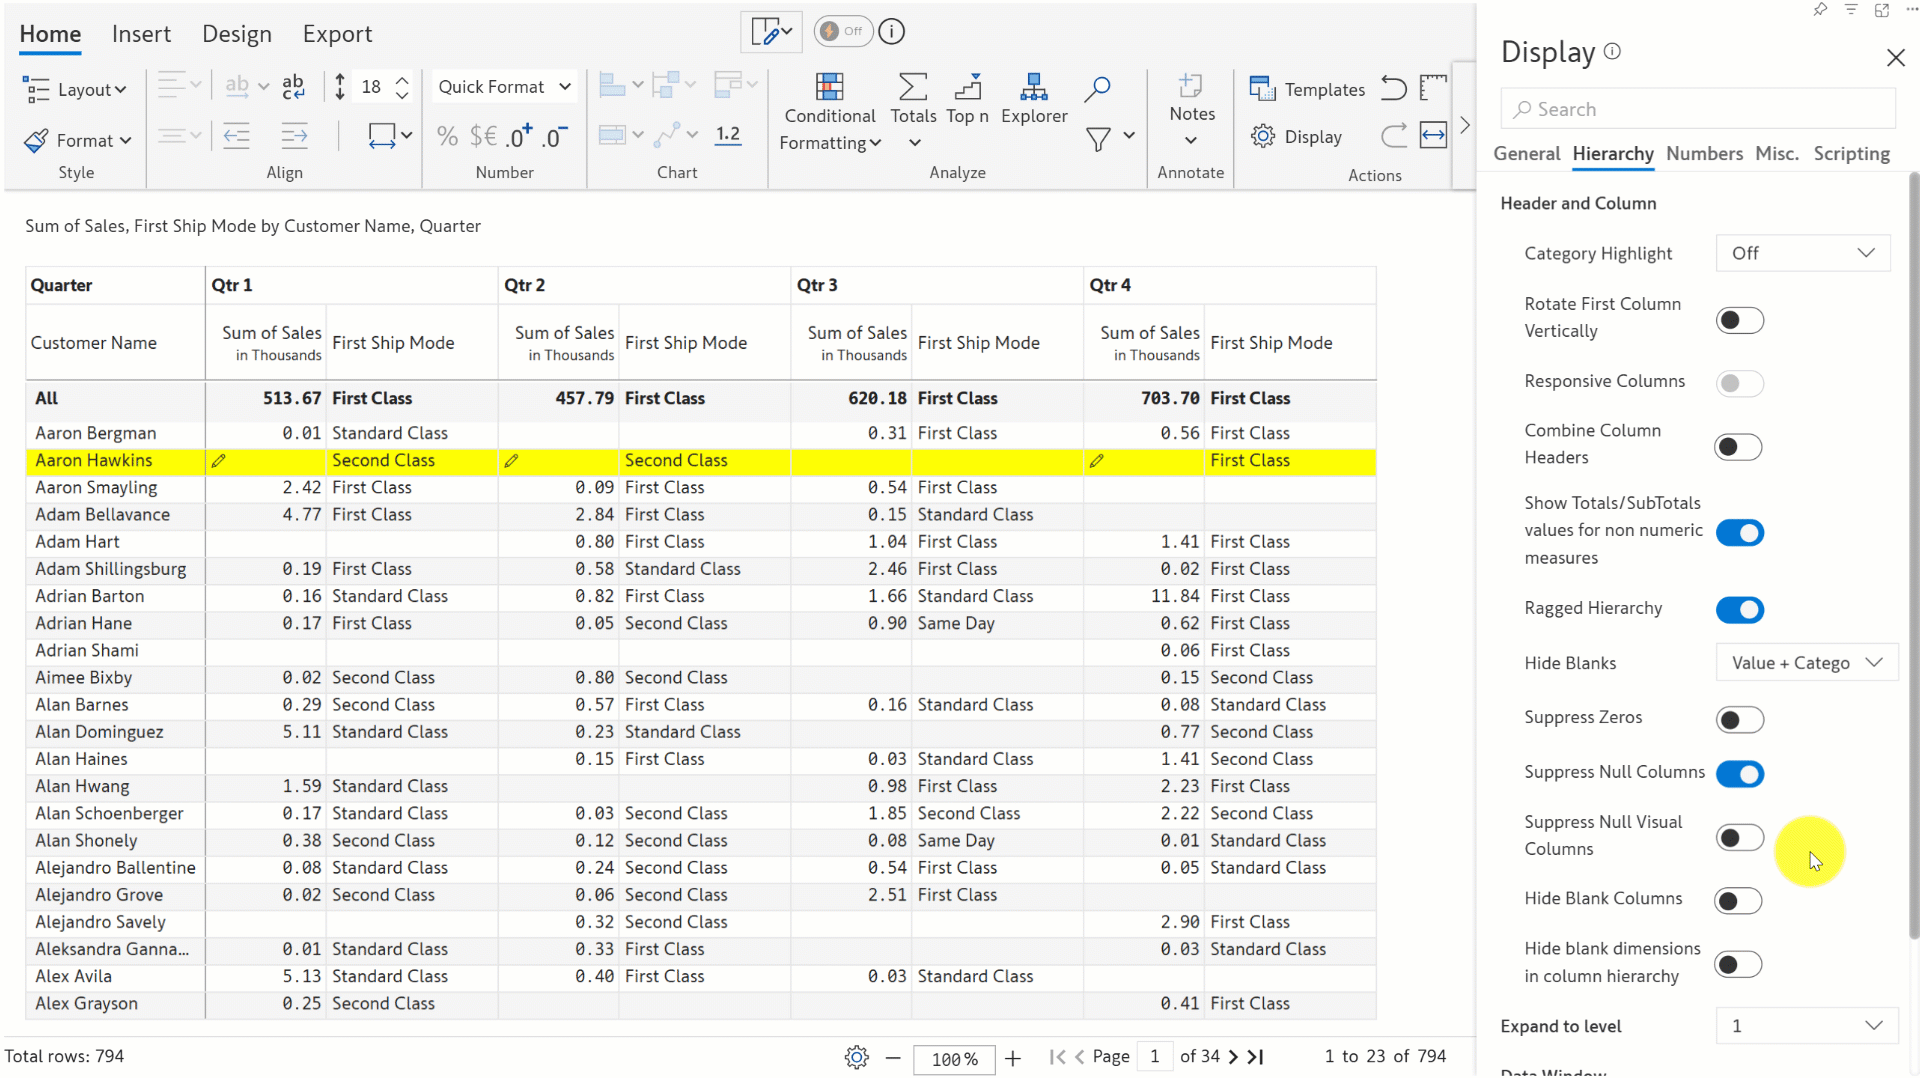 Home Insert Design Export
Off
Layout
Format
Style
ab
ab
c
18
Align
Quick Format
% $€ .0+ .0-
Number
1.2
Chart
Conditional
Formatting
Totals
Top n
Explorer
Analyze
Notes
Annotate
Templates
Display
Actions
Sum of Sales, First Ship Mode by Customer Name, Quarter
Quarter Qtr 1 Qtr 2 Qtr 3 Qtr 4
Customer Name Sum of Sales in Thousands First Ship Mode Sum of Sales in Thousands First Ship Mode Sum of Sales in Thousands First Ship Mode Sum of Sales in Thousands First Ship Mode
All 513.67 First Class 457.79 First Class 620.18 First Class 703.70 First Class
Aaron Bergman 0.01 Standard Class 0.31 First Class 0.56 First Class
Aaron Hawkins Second Class Second Class First Class
Aaron Smayling 2.42 First Class 0.09 First Class 0.54 First Class
Adam Bellavance 4.77 First Class 2.84 First Class 0.15 Standard Class
Adam Hart 0.80 First Class 1.04 First Class 1.41 First Class
Adam Shillingsburg 0.19 First Class 0.58 Standard Class 2.46 First Class 0.02 First Class
Adrian Barton 0.16 Standard Class 0.82 First Class 1.66 Standard Class 11.84 First Class
Adrian Hane 0.17 First Class 0.05 Second Class 0.90 Same Day 0.62 First Class
Adrian Shami 0.06 First Class
Aimee Bixby 0.02 Second Class 0.80 Second Class 0.15 Second Class
Alan Barnes 0.29 Second Class 0.57 First Class 0.16 Standard Class 0.08 Standard Class
Alan Dominguez 5.11 Standard Class 0.23 Standard Class 0.77 Second Class
Alan Haines 0.15 First Class 0.03 Standard Class 1.41 Second Class
Alan Hwang 1.59 Standard Class 0.98 First Class 2.23 First Class
Alan Schoenberger 0.17 Standard Class 0.03 Second Class 1.85 Second Class 2.22 Second Class
Alan Shonely 0.38 Second Class 0.12 Second Class 0.08 Same Day 0.01 Standard Class
Alejandro Ballentine 0.08 Standard Class 0.24 Second Class 0.54 First Class 0.05 Standard Class
Alejandro Grove 0.02 Second Class 0.06 Second Class 2.51 First Class
Alejandro Savely 0.32 Second Class 2.90 First Class
Aleksandra Ganna... 0.01 Standard Class 0.33 First Class 0.03 Standard Class
Alex Avila 5.13 Standard Class 0.40 First Class 0.03 Standard Class
Alex Grayson 0.25 Second Class 0.41 First Class
Total rows: 794
100%
Page 1 of 34
1 to 23 of 794
Display
Search
General Hierarchy Numbers Misc. Scripting
Header and Column
Category Highlight Off
Rotate First Column
Vertically
Responsive Columns
Combine Column
Headers
Show Totals/SubTotals
values for non numeric
measures
Ragged Hierarchy
Hide Blanks Value + Catego
Suppress Zeros
Suppress Null Columns
Suppress Null Visual
Columns
Hide Blank Columns
Hide blank dimensions
in column hierarchy
Expand to level 1
Data Window